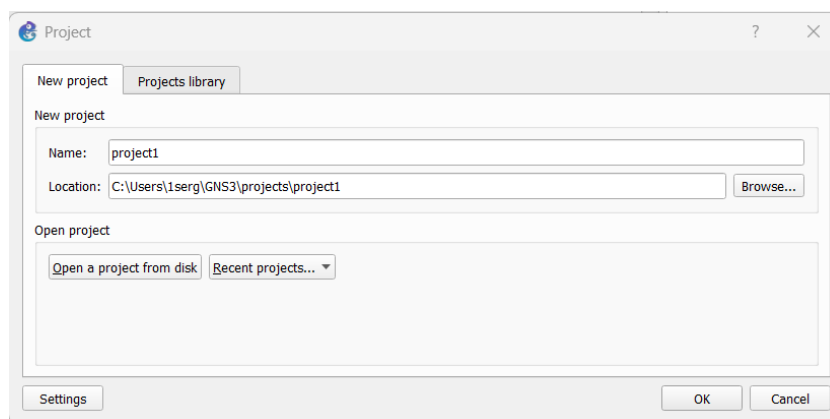 Project ?
New project Projects library
New project
Name: project1
Location: C:\Users\1serg\GNS3\projects\project1 Browse...
Open project
Open a project from disk Recent projects...
Settings OK Cancel